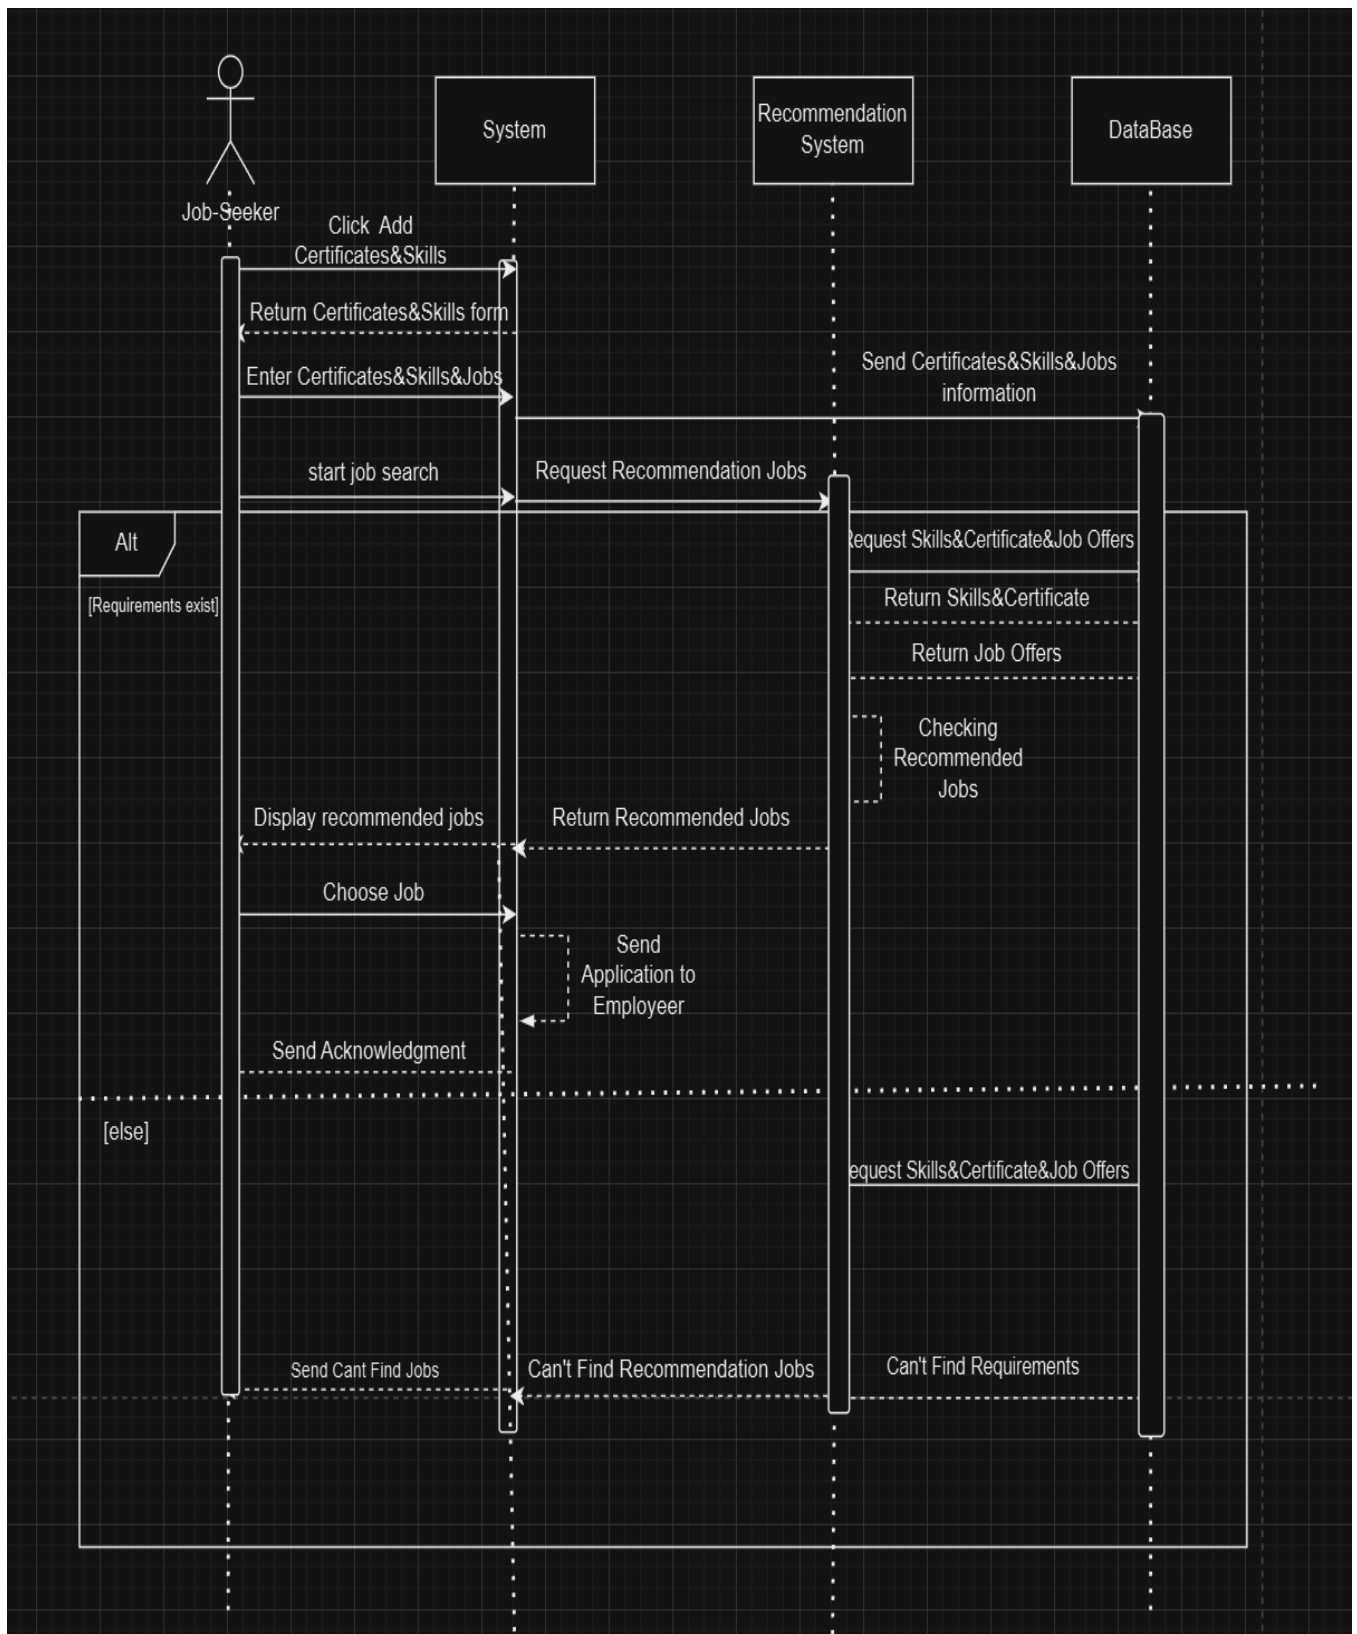 System
Recommendation
System
DataBase
Job-Seeker
Click Add
Certificates&Skills
Return Certificates&Skills form
Enter Certificates&Skills&Jobs
Send Certificates&Skills&Jobs
information
start job search
Request Recommendation Jobs
Alt
[Requirements exist]
Request Skills&Certificate&Job Offers
Return Skills&Certificate
Return Job Offers
Checking
Recommended
Jobs
Display recommended jobs
Return Recommended Jobs
Choose Job
Send
Application to
Employeer
Send Acknowledgment
[else]
equest Skills&Certificate&Job Offers
Send Cant Find Jobs
Can't Find Recommendation Jobs
Can't Find Requirements